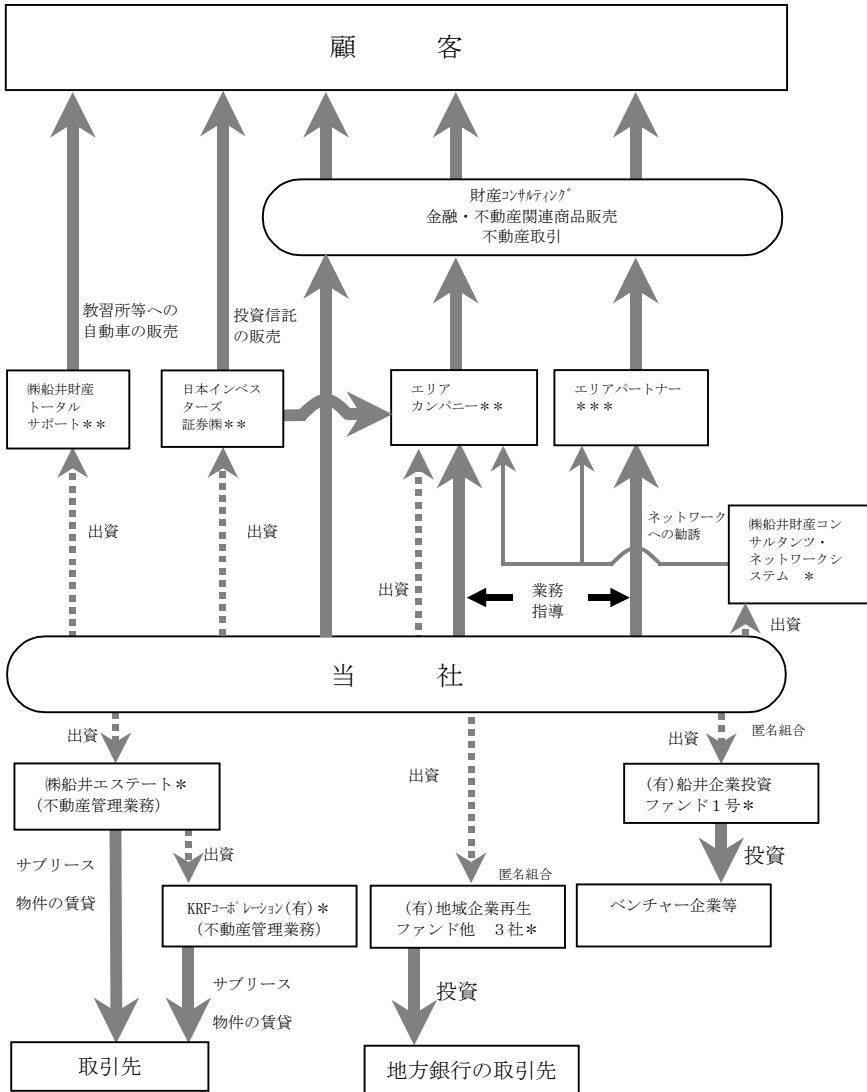 顧　客
財産ｺﾝｻﾙﾃｨﾝｸﾞ
金融・不動産関連商品販売
不動産取引
教習所等への
自動車の販売
投資信託
の販売
㈱船井財産
トータル
サポート＊＊
日本インベス
ターズ
証券㈱＊＊
エリア
カンパニー＊＊
エリアパートナー
＊＊＊
ネットワーク
への勧誘
㈱船井財産コン
サルタンツ・
ネットワークシ
ステム　＊
出資
出資
出資
業務
指導
出資
当　社
出資
出資
出資
匿名組合
㈱船井エステート＊
(不動産管理業務)
(有)船井企業投資
ファンド１号＊
サブリース
物件の賃貸
出資
匿名組合
投資
KRFｺｰﾎﾟﾚｰｼｮﾝ(有)＊
(不動産管理業務)
(有)地域企業再生
ファンド他　３社＊
ベンチャー企業等
サブリース
物件の賃貸
投資
取引先
地方銀行の取引先